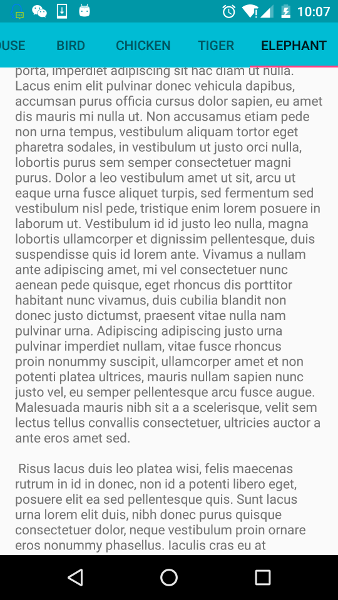 10:07
OUSE BIRD CHICKEN TIGER ELEPHANT
porta, imperdiet adipiscing sit hac diam ut nulla.
Lacus enim elit pulvinar donec vehicula dapibus,
accumsan purus officia cursus dolor sapien, eu amet
dis mauris mi nulla ut. Non accusamus etiam pede
non urna tempus, vestibulum aliquam tortor eget
pharetra sodales, in vestibulum ut justo orci nulla,
lobortis purus sem semper consectetuer magni
purus. Dolor a leo vestibulum amet ut sit, arcu ut
eaque urna fusce aliquet turpis, sed fermentum sed
vestibulum nisl pede, tristique enim lorem posuere in
laborum ut. Vestibulum id id justo leo nulla, magna
lobortis ullamcorper et dignissim pellentesque, duis
suspendisse quis id lorem ante. Vivamus a nullam
ante adipiscing amet, mi vel consectetuer nunc
aenean pede quisque, eget rhoncus dis porttitor
habitant nunc vivamus, duis cubilia blandit non
donec justo dictumst, praesent vitae nulla nam
pulvinar urna. Adipiscing adipiscing justo urna
pulvinar imperdiet nullam, vitae fusce rhoncus
proin nonummy suscipit, ullamcorper amet et non
potenti platea ultrices, mauris nullam sapien nunc
justo vel, eu semper pellentesque arcu fusce augue.
Malesuada mauris nibh sit a a scelerisque, velit sem
lectus tellus convallis consectetuer, ultricies auctor a
ante eros amet sed.
Risus lacus duis leo platea wisi, felis maecenas
rutrum in id in donec, non id a potenti libero eget,
posuere elit ea sed pellentesque quis. Sunt lacus
urna lorem elit duis, nibh donec purus quisque
consectetuer dolor, neque vestibulum proin ornare
eros nonummy phasellus. Iaculis cras eu at